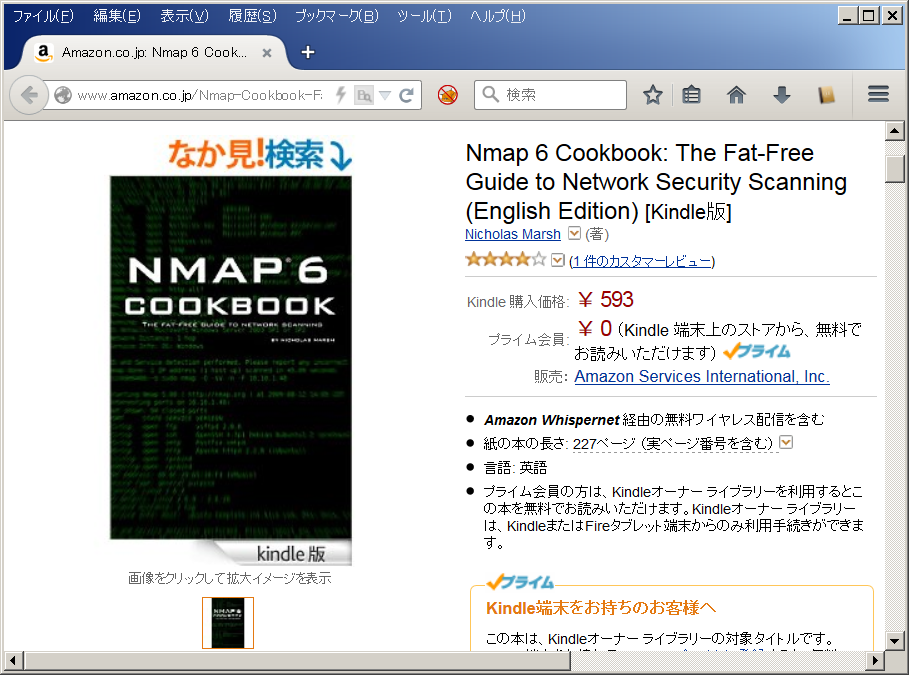 ファイル(F) 編集(E) 表示(V) 履歴(S) ブックマーク(B) ツール(T) ヘルプ(H)
Amazon.co.jp: Nmap 6 Cook...
www.amazon.co.jp/Nmap-Cookbook-F
検索
なか見!検索
NMAP 6
COOKBOOK
THE FAT-FREE GUIDE TO NETWORK SCANNING
BY NICHOLAS MARSH
kindle 版
画像をクリックして拡大イメージを表示
Nmap 6 Cookbook: The Fat-Free
Guide to Network Security Scanning
(English Edition) [Kindle版]
Nicholas Marsh (著)
(1 件のカスタマーレビュー)
Kindle 購入価格: ￥ 593
プライム会員: ￥ 0 (Kindle 端末上のストアから、無料で
お読みいただけます) プライム
販売: Amazon Services International, Inc.
Amazon Whispernet 経由の無料ワイヤレス配信を含む
紙の本の長さ: 227ページ (実ページ番号を含む)
言語: 英語
プライム会員の方は、Kindleオーナー ライブラリーを利用するとこ
の本を無料でお読みいただけます。Kindleオーナー ライブラリー
は、KindleまたはFireタブレット端末からのみ利用手続きができま
す。
プライム
Kindle端末をお持ちのお客様へ
この本は、Kindleオーナー ライブラリーの対象タイトルです。